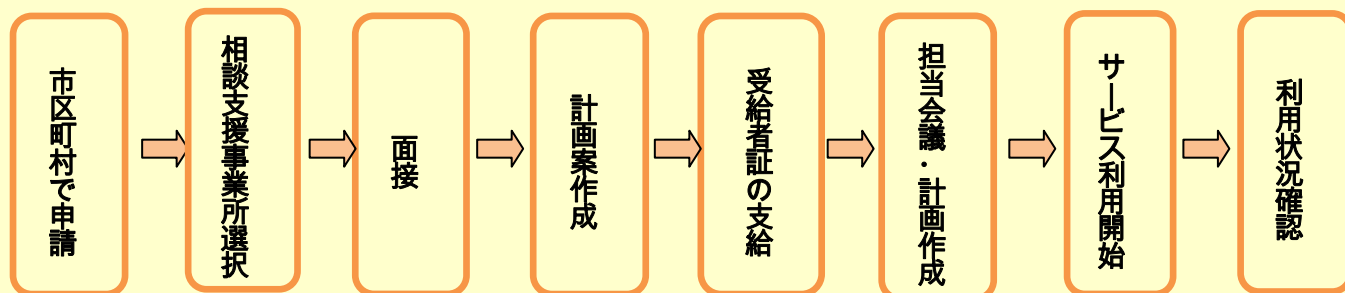 市区町村で申請
相談支援事業所選択
面接
計画案作成
受給者証の支給
担当会議・計画作成
サービス利用開始
利用状況確認